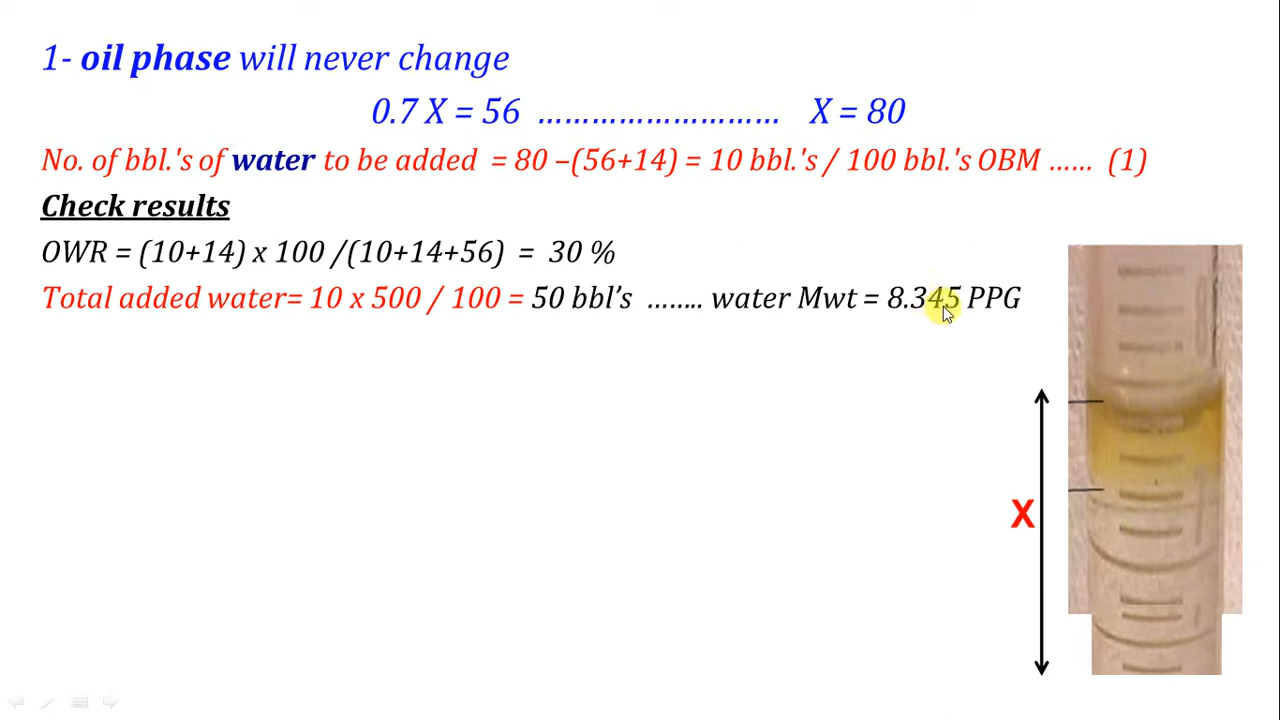 1- oil phase will never change
0.7 X = 56 ........................ X = 80
No. of bbl.'s of water to be added = 80 –(56+14) = 10 bbl.'s / 100 bbl.'s OBM ...... (1)
Check results
OWR = (10+14) x 100 /(10+14+56) = 30 %
Total added water= 10 x 500 / 100 = 50 bbl’s ........ water Mwt = 8.345 PPG
X